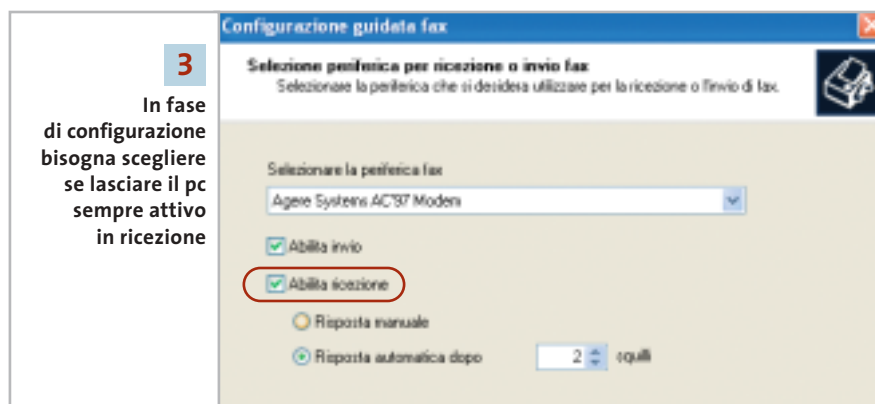 3
In fase
di configurazione
bisogna scegliere
se lasciare il pc
sempre attivo
in ricezione
Configurazione guidata fax
Selezione periferica per ricezione o invio fax
Selezionare la periferica che si desidera utilizzare per la ricezione o l'invio di fax.
Selezionare la periferica fax
Agere Systems AC'97 Modem
Abilita invio
Abilita ricezione
Risposta manuale
Risposta automatica dopo 2 squilli